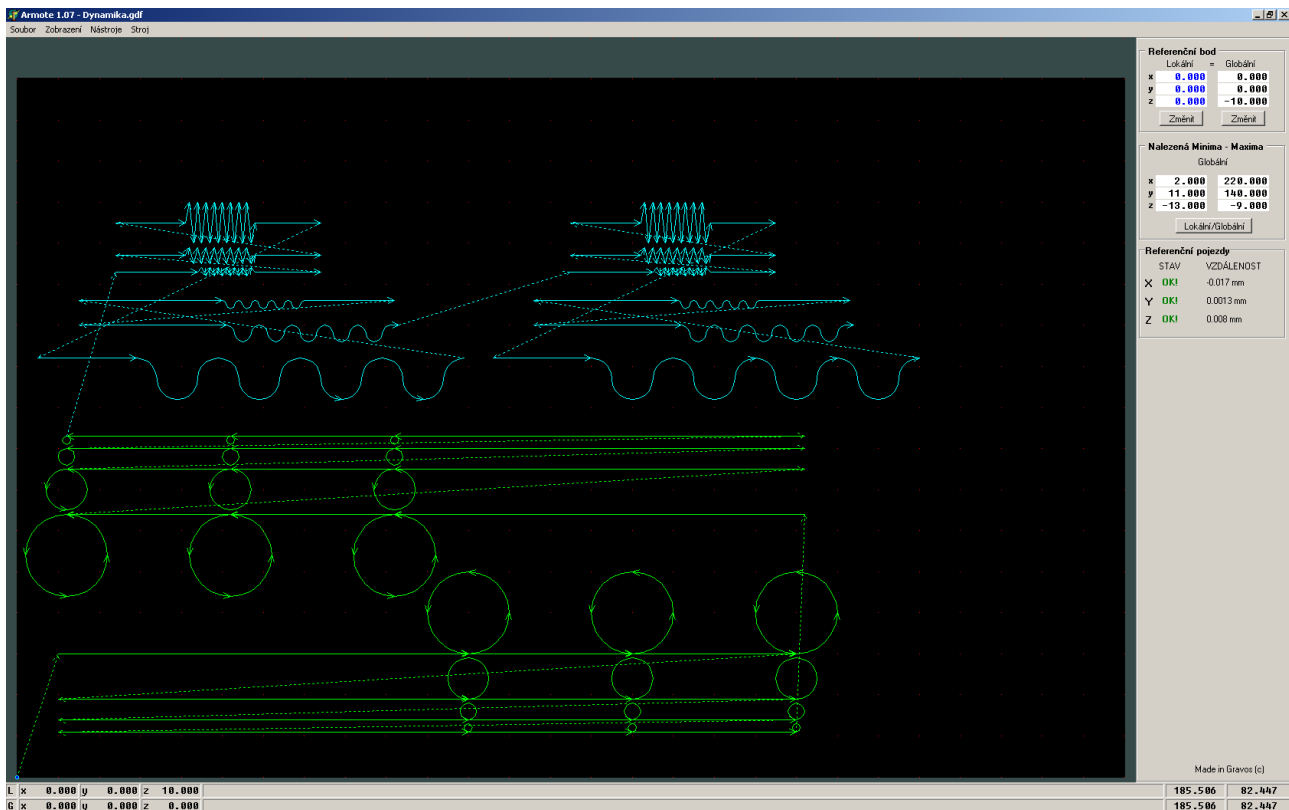 Armote 1.07 - Dynamika.gdf
Soubor Zobrazení Nástroje Stroj
Referenční bod
Lokální = Globální
x 0.000 0.000
y 0.000 0.000
z 0.000 -10.000
Změnit Změnit
Nalezená Minima - Maxima
Globální
x 2.000 220.000
y 11.000 140.000
z -13.000 -9.000
Lokální/Globální
Referenční pojezdy
STAV VZDÁLENOST
X OK! -0.017 mm
Y OK! 0.0013 mm
Z OK! 0.008 mm
Made in Gravos (c)
L x 0.000 y 0.000 z 10.000 185.506 82.447
G x 0.000 y 0.000 z 0.000 185.506 82.447